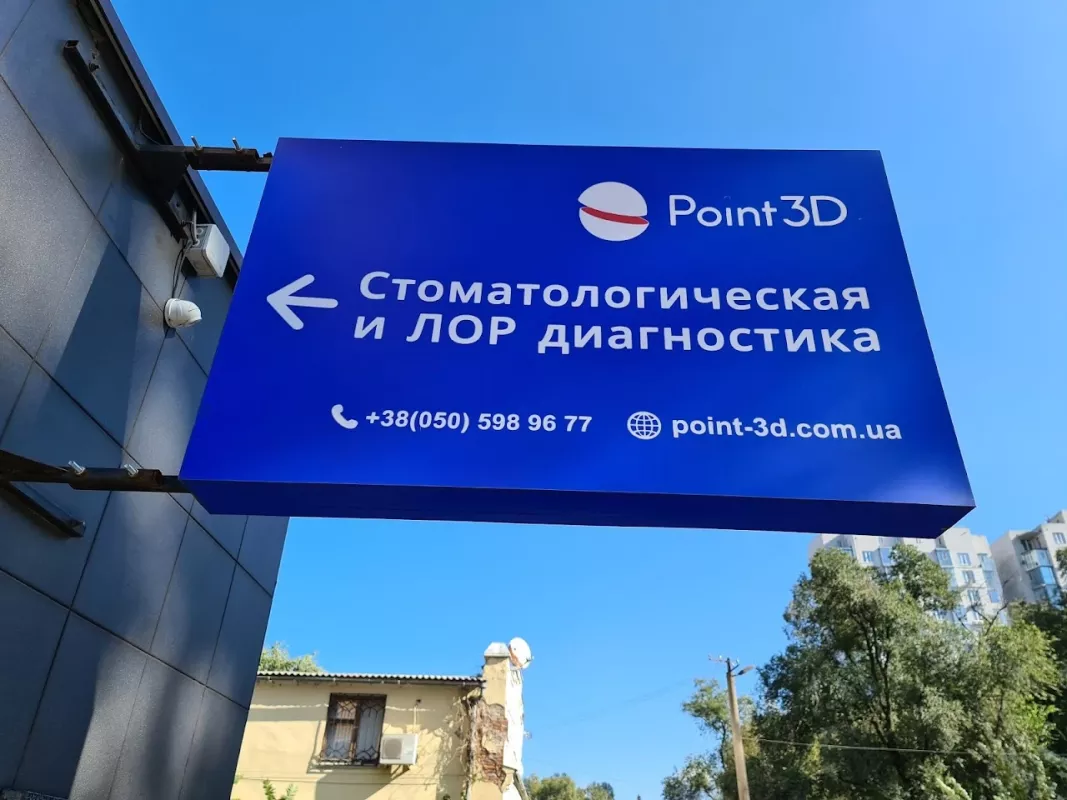 Point3D
Стоматологическая
и ЛОР диагностика
+38(050) 598 96 77
point-3d.com.ua